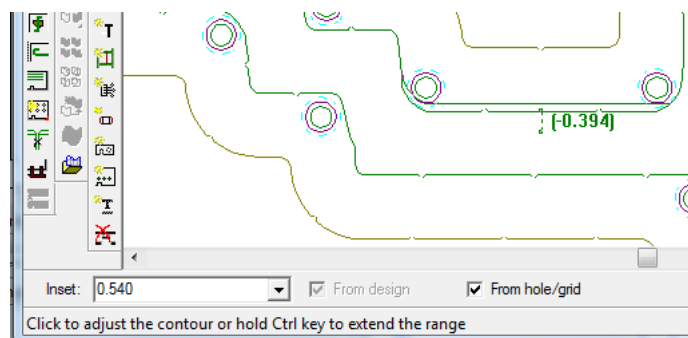 (-0.394)
Inset: 0.540 From design From hole/grid
Click to adjust the contour or hold Ctrl key to extend the range